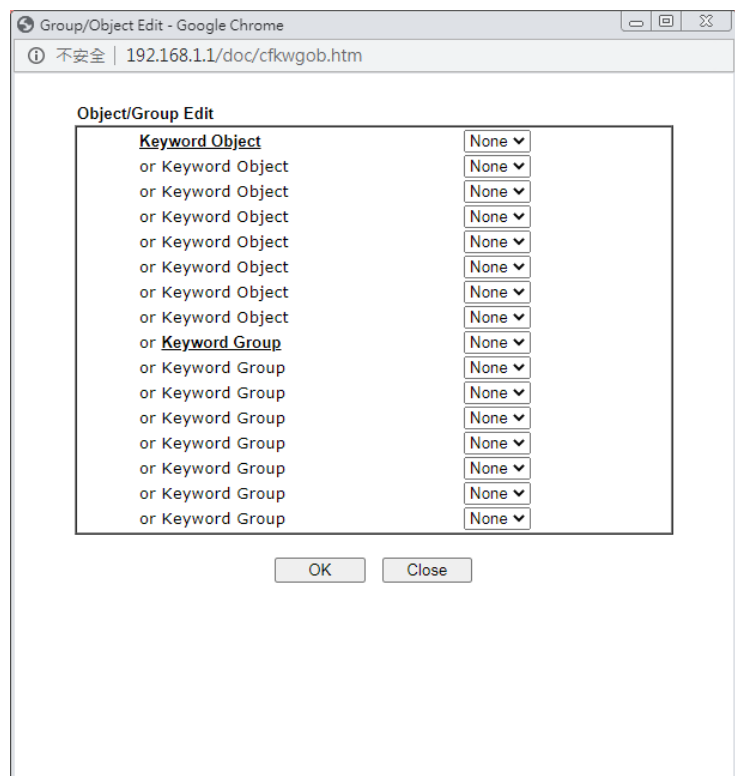 Group/Object Edit - Google Chrome
不安全 | 192.168.1.1/doc/cfkwgob.htm
Object/Group Edit
Keyword Object None
or Keyword Object None
or Keyword Object None
or Keyword Object None
or Keyword Object None
or Keyword Object None
or Keyword Object None
or Keyword Object None
or Keyword Group None
or Keyword Group None
or Keyword Group None
or Keyword Group None
or Keyword Group None
or Keyword Group None
or Keyword Group None
or Keyword Group None
OK Close